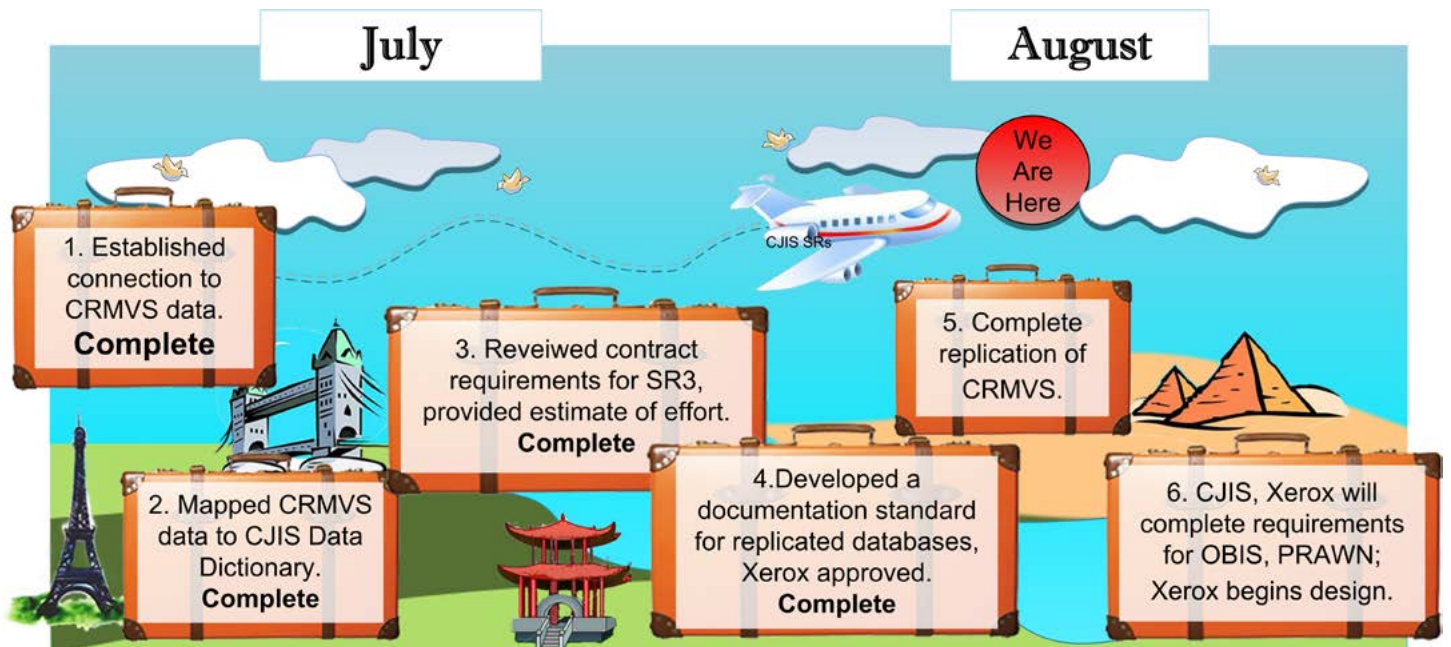 July
August
We
Are
Here
CJIS SRs
1. Established
connection to
CRMVS data.
Complete
2. Mapped CRMVS
data to CJIS Data
Dictionary.
Complete
3. Reveiwed contract
requirements for SR3,
provided estimate of effort.
Complete
4.Developed a
documentation standard
for replicated databases,
Xerox approved.
Complete
5. Complete
replication of
CRMVS.
6. CJIS, Xerox will
complete requirements
for OBIS, PRAWN;
Xerox begins design.